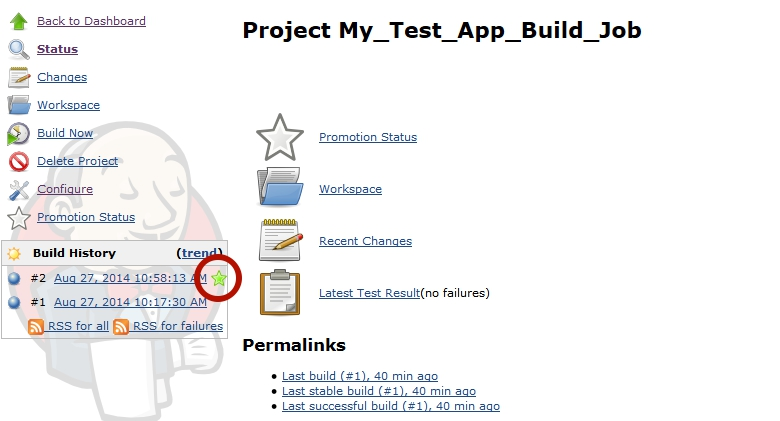 Back to Dashboard
Status
Changes
Workspace
Build Now
Delete Project
Configure
Promotion Status
Build History (trend)
#2 Aug 27, 2014 10:58:13 AM
#1 Aug 27, 2014 10:17:30 AM
RSS for all RSS for failures
Project My_Test_App_Build_Job
Promotion Status
Workspace
Recent Changes
Latest Test Result(no failures)
Permalinks
Last build (#1), 40 min ago
Last stable build (#1), 40 min ago
Last successful build (#1), 40 min ago